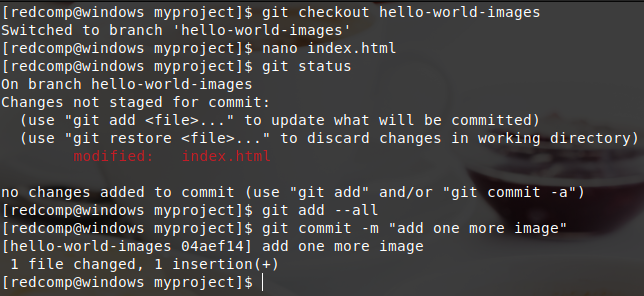 [redcomp@windows myproject]$ git checkout hello-world-images
Switched to branch 'hello-world-images'
[redcomp@windows myproject]$ nano index.html
[redcomp@windows myproject]$ git status
On branch hello-world-images
Changes not staged for commit:
  (use "git add <file>..." to update what will be committed)
  (use "git restore <file>..." to discard changes in working directory)
        modified:   index.html

no changes added to commit (use "git add" and/or "git commit -a")
[redcomp@windows myproject]$ git add --all
[redcomp@windows myproject]$ git commit -m "add one more image"
[hello-world-images 04aef14] add one more image
 1 file changed, 1 insertion(+)
[redcomp@windows myproject]$